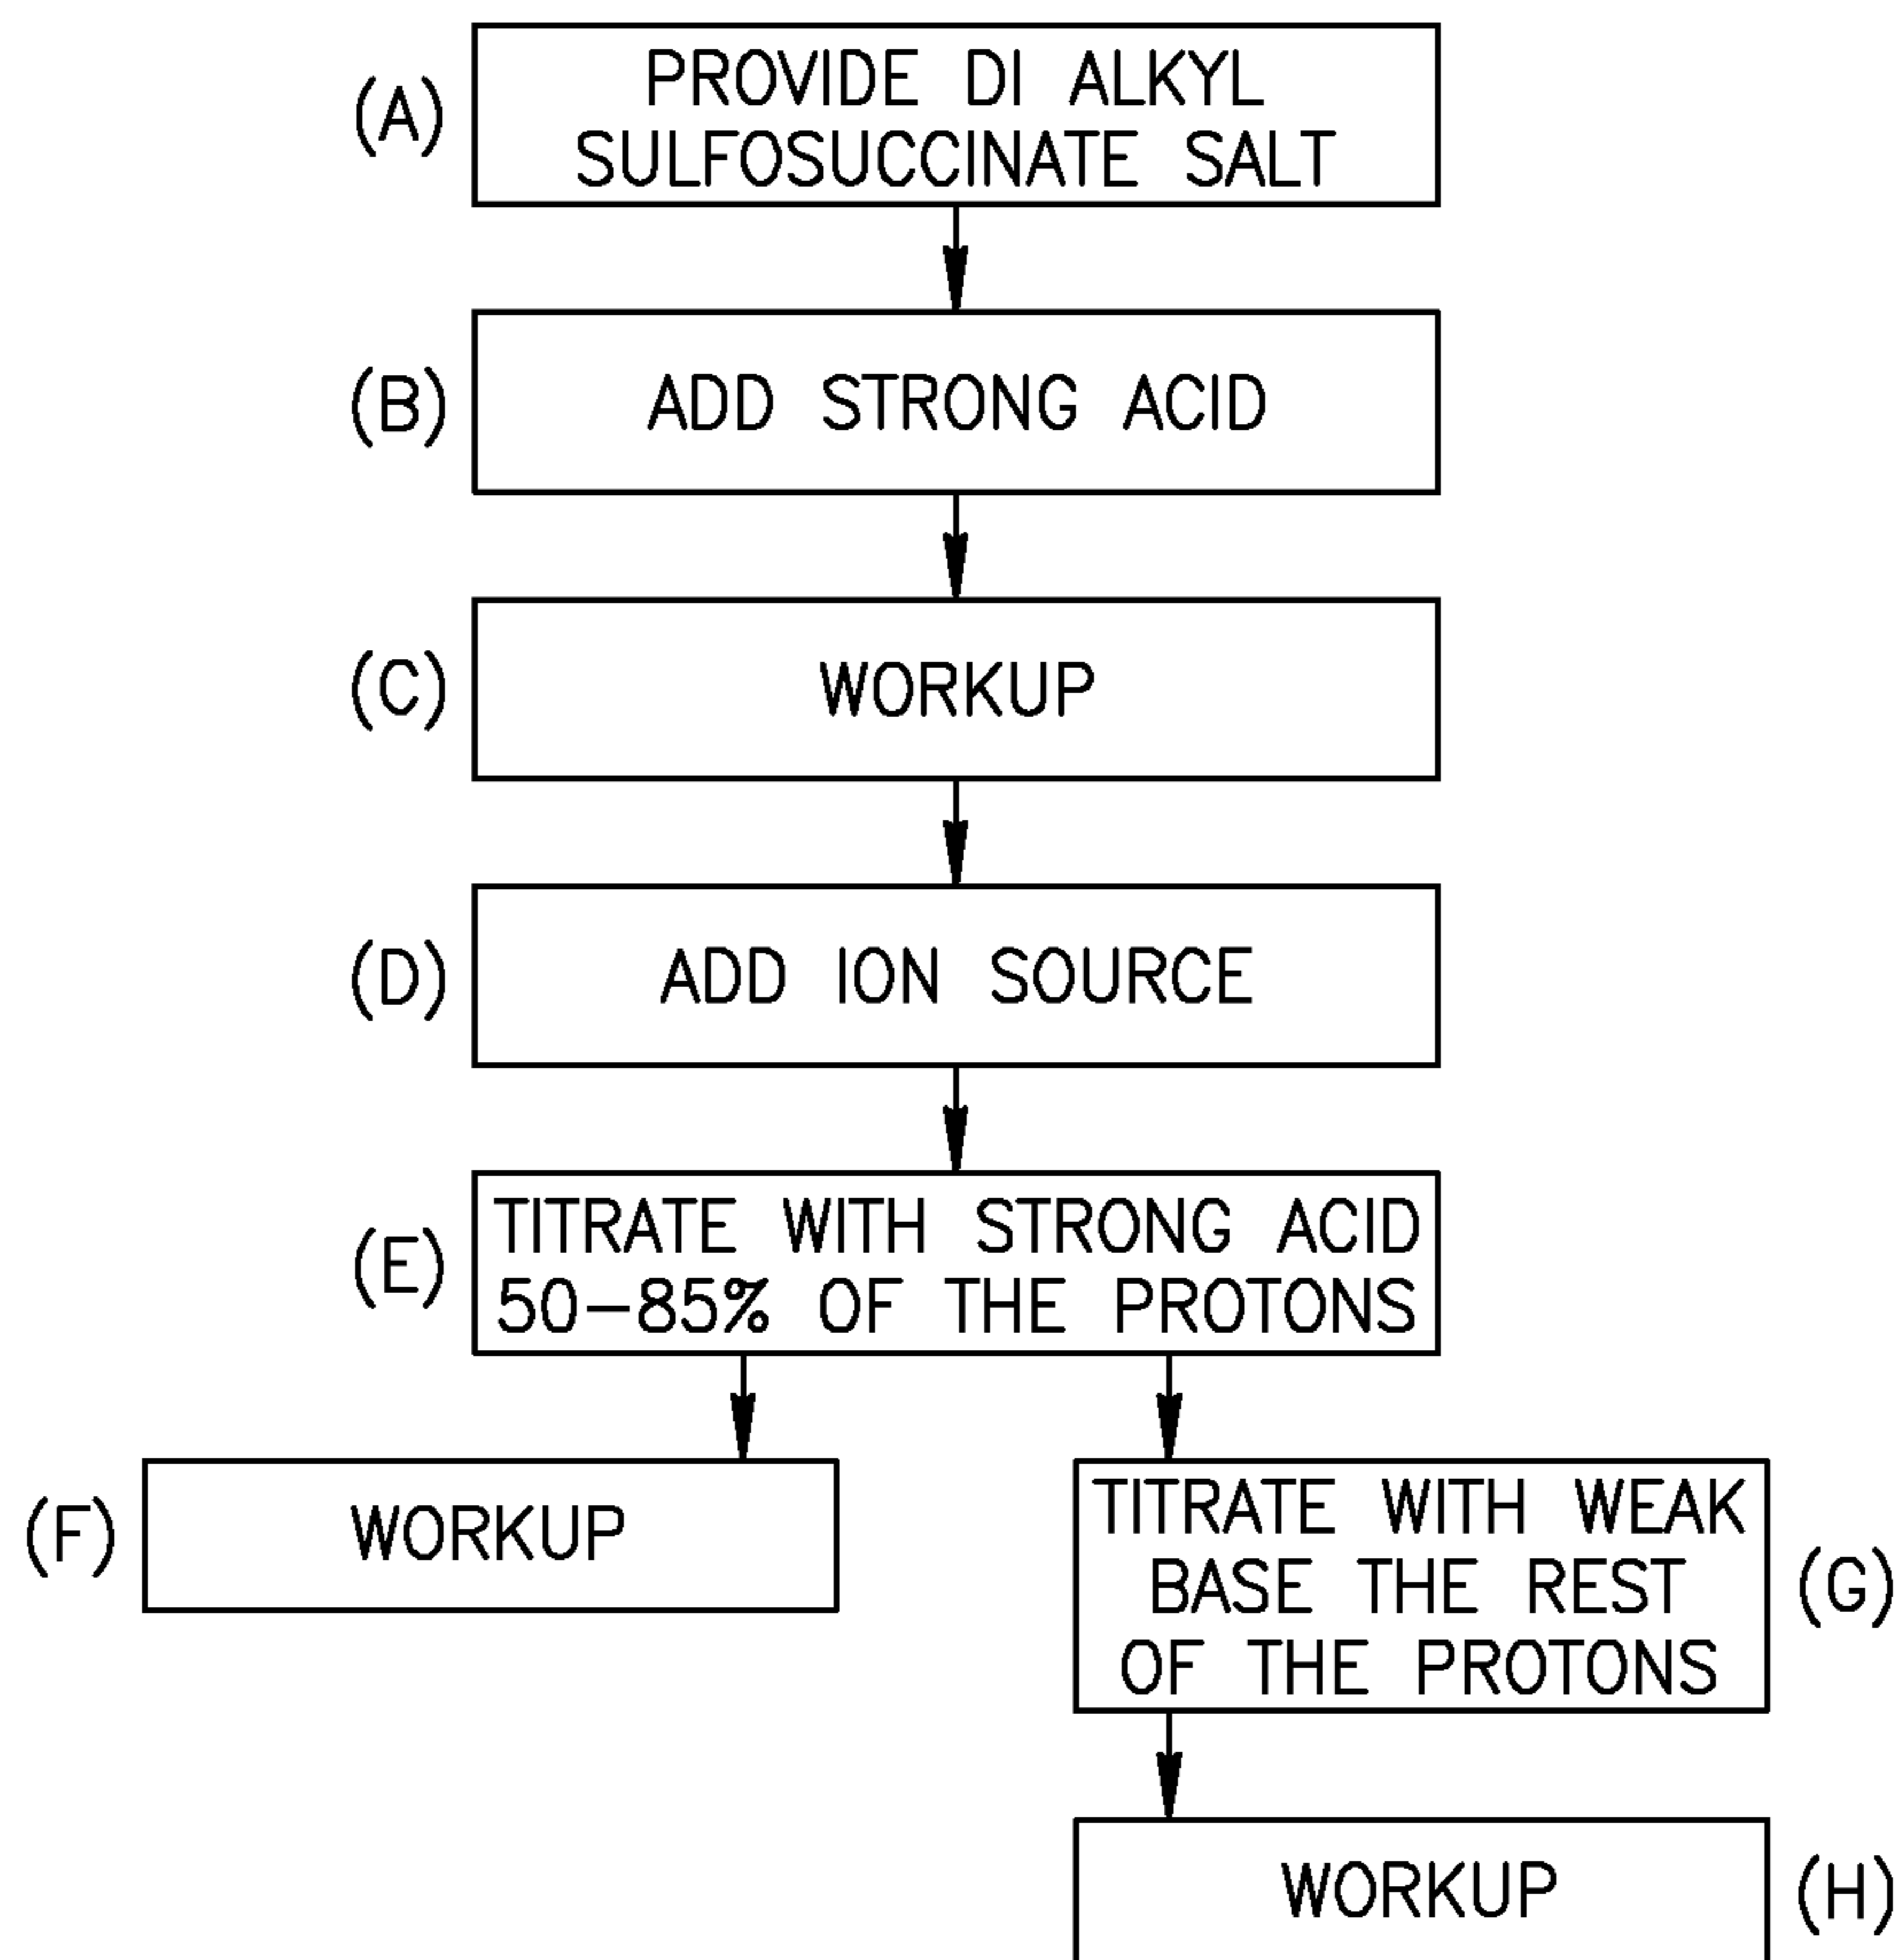 (A)
PROVIDE DI ALKYL
SULFOSUCCINATE SALT
(B)
ADD STRONG ACID
(C)
WORKUP
(D)
ADD ION SOURCE
(E)
TITRATE WITH STRONG ACID
50-85% OF THE PROTONS
(F)
WORKUP
TITRATE WITH WEAK
BASE THE REST
OF THE PROTONS
(G)
WORKUP
(H)